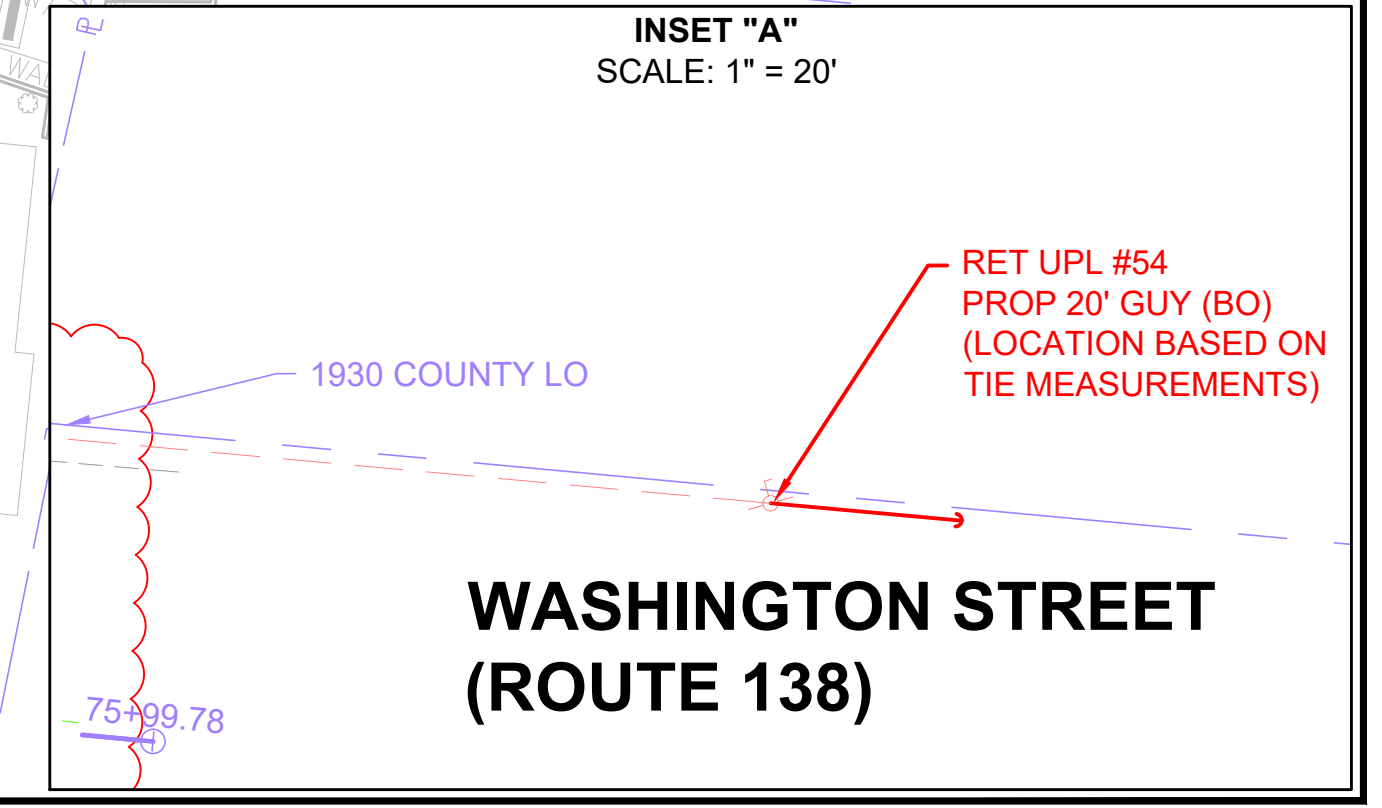 INSET "A"
SCALE: 1" = 20'
RET UPL #54
PROP 20' GUY (BO)
(LOCATION BASED ON
TIE MEASUREMENTS)
1930 COUNTY LO
WASHINGTON STREET
(ROUTE 138)
75+99.78